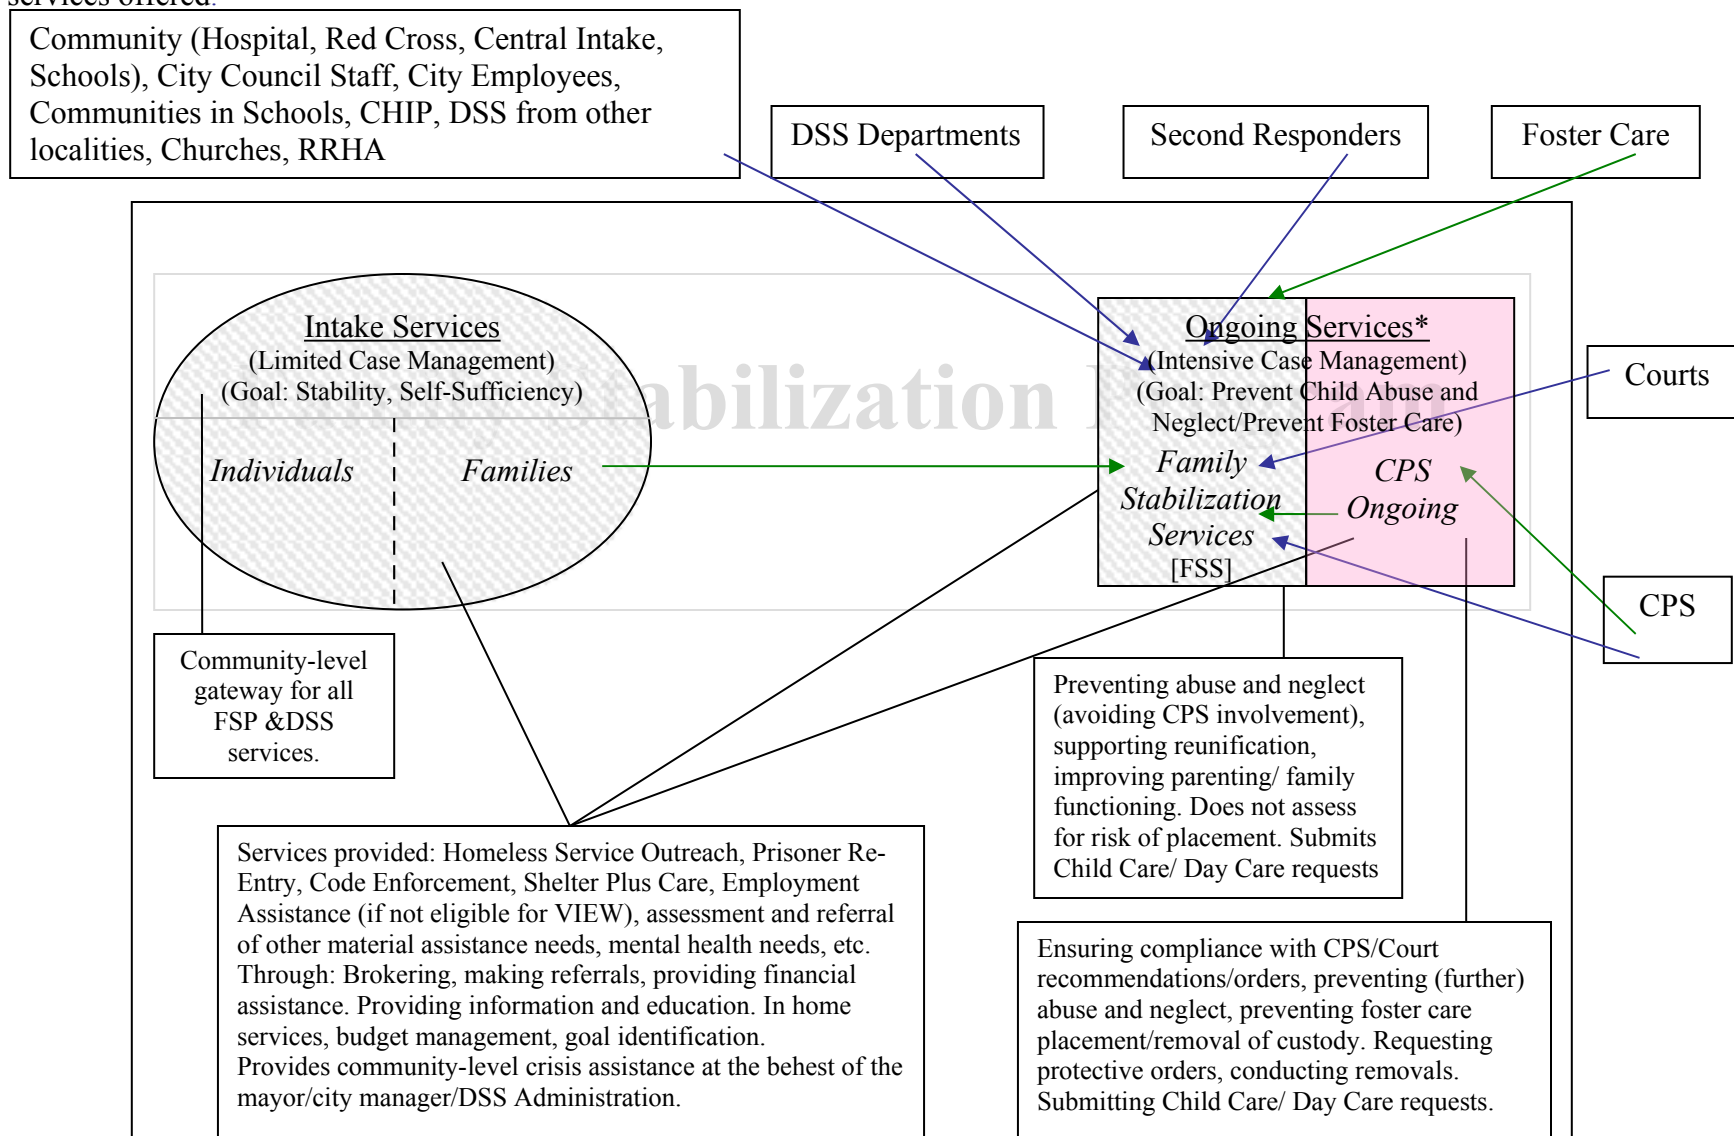 services offered.
Community (Hospital, Red Cross, Central Intake,
Schools), City Council Staff, City Employees,
Communities in Schools, CHIP, DSS from other
localities, Churches, RRHA
DSS Departments
Second Responders
Foster Care
Intake Services
(Limited Case Management)
(Goal: Stability, Self-Sufficiency)
Individuals
Families
Ongoing Services*
(Intensive Case Management)
(Goal: Prevent Child Abuse and
Neglect/Prevent Foster Care)
Family
Stabilization
Services
[FSS]
CPS
Ongoing
Courts
CPS
Community-level
gateway for all
FSP &DSS
services.
Preventing abuse and neglect
(avoiding CPS involvement),
supporting reunification,
improving parenting/ family
functioning. Does not assess
for risk of placement. Submits
Child Care/ Day Care requests
Services provided: Homeless Service Outreach, Prisoner Re-
Entry, Code Enforcement, Shelter Plus Care, Employment
Assistance (if not eligible for VIEW), assessment and referral
of other material assistance needs, mental health needs, etc.
Through: Brokering, making referrals, providing financial
assistance. Providing information and education. In home
services, budget management, goal identification.
Provides community-level crisis assistance at the behest of the
mayor/city manager/DSS Administration.
Ensuring compliance with CPS/Court
recommendations/orders, preventing (further)
abuse and neglect, preventing foster care
placement/removal of custody. Requesting
protective orders, conducting removals.
Submitting Child Care/ Day Care requests.